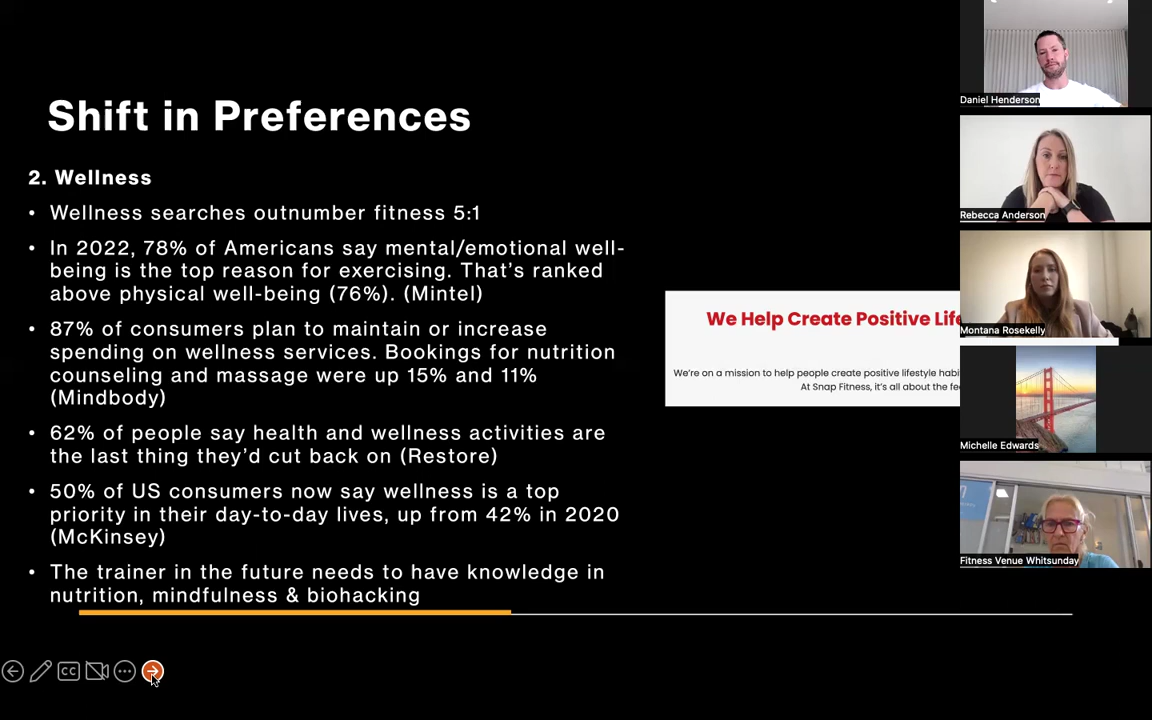 Shift in Preferences
2. Wellness
• Wellness searches outnumber fitness 5:1
• In 2022, 78% of Americans say mental/emotional well-
being is the top reason for exercising. That's ranked
above physical well-being (76%). (Mintel)
• 87% of consumers plan to maintain or increase
spending on wellness services. Bookings for nutrition
counseling and massage were up 15% and 11%
(Mindbody)
• 62% of people say health and wellness activities are
the last thing they'd cut back on (Restore)
• 50% of US consumers now say wellness is a top
priority in their day-to-day lives, up from 42% in 2020
(McKinsey)
• The trainer in the future needs to have knowledge in
nutrition, mindfulness & biohacking
We Help Create Positive Life
We're on a mission to help people create positive lifestyle habi
At Snap Fitness, it's all about the fee
CC
Daniel Henderson
Rebecca Anderson
Montana Rosekelly
Michelle Edwards
Fitness Venue Whitsunday